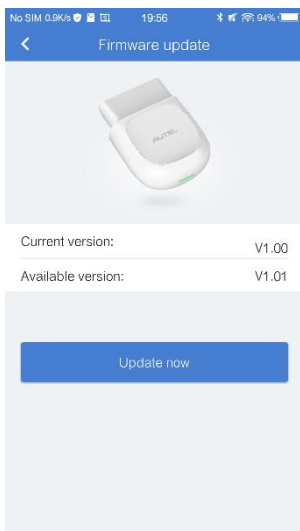 No SIM 0.9K/s 19:56 94%
Firmware update
AUTEL
Current version: V1.00
Available version: V1.01
Update now